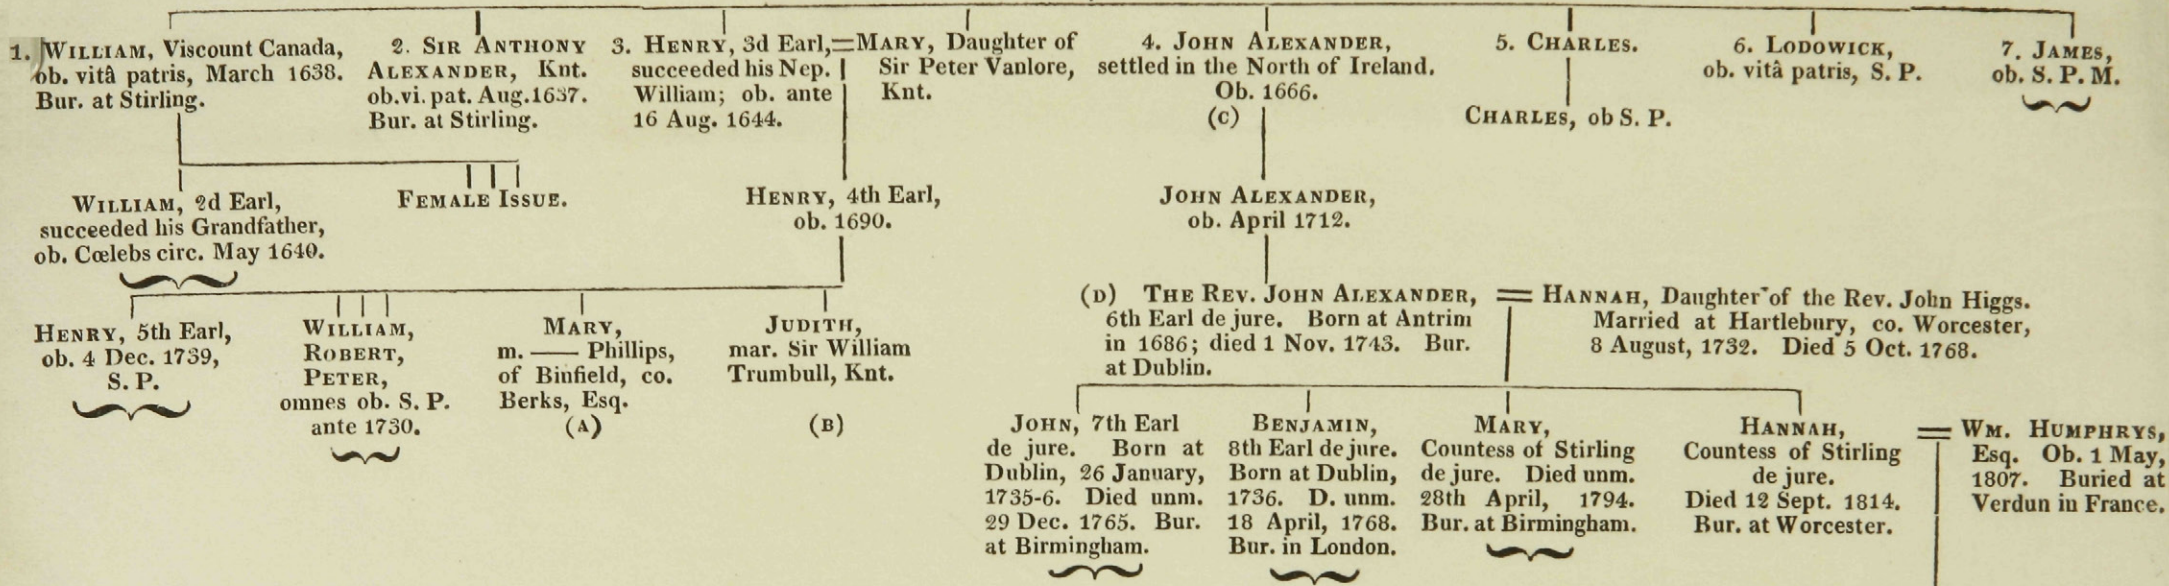 1. WILLIAM, Viscount Canada,
ob. vitâ patris, March 1638.
Bur. at Stirling.
2. SIR ANTHONY
ALEXANDER, Knt.
ob.vi. pat. Aug.1637.
Bur. at Stirling.
3. HENRY, 3d Earl,
succeeded his Nep.
William; ob. ante
16 Aug. 1644.
=MARY, Daughter of
Sir Peter Vanlore,
Knt.
4. JOHN ALEXANDER,
settled in the North of Ireland.
Ob. 1666.
(C)
5. CHARLES.
CHARLES, ob S. P.
6. LODOWICK,
ob. vitâ patris, S. P.
7. JAMES,
ob. S. P. M.
WILLIAM, 2d Earl,
succeeded his Grandfather,
ob. Cœlebs circ. May 1640.
FEMALE ISSUE.
HENRY, 4th Earl,
ob. 1690.
JOHN ALEXANDER,
ob. April 1712.
HENRY, 5th Earl,
ob. 4 Dec. 1739,
S. P.
WILLIAM,
ROBERT,
PETER,
omnes ob. S. P.
ante 1730.
MARY,
m. —— Phillips,
of Binfield, co.
Berks, Esq.
(A)
JUDITH,
mar. Sir William
Trumbull, Knt.
(B)
(D) THE REV. JOHN ALEXANDER,
6th Earl de jure. Born at Antrim
in 1686; died 1 Nov. 1743. Bur.
at Dublin.
= HANNAH, Daughter of the Rev. John Higgs.
Married at Hartlebury, co. Worcester,
8 August, 1732. Died 5 Oct. 1768.
JOHN, 7th Earl
de jure. Born at
Dublin, 26 January,
1735-6. Died unm.
29 Dec. 1765. Bur.
at Birmingham.
BENJAMIN,
8th Earl de jure.
Born at Dublin,
1736. D. unm.
18 April, 1768.
Bur. in London.
MARY,
Countess of Stirling
de jure. Died unm.
28th April, 1794.
Bur. at Birmingham.
HANNAH,
Countess of Stirling
de jure.
Died 12 Sept. 1814.
Bur. at Worcester.
= WM. HUMPHRYS,
Esq. Ob. 1 May,
1807. Buried at
Verdun in France.